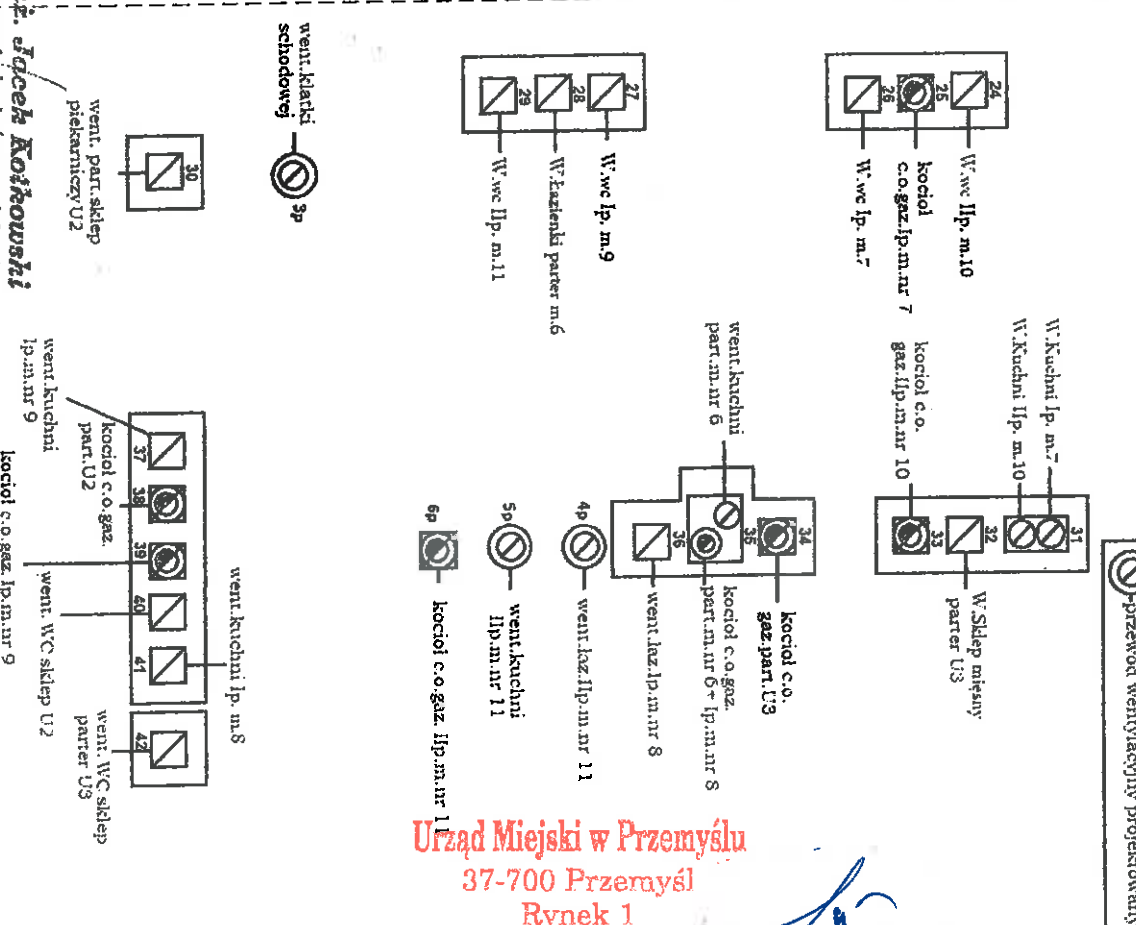 -przewód wentylacyjny projektowany
24
25
26
W.wc IIp. m.10
kocioł
c.o.gaz.Ip.m.nr 7
W.wc Ip. m.7
27
28
29
W.wc Ip. m.9
W.Łazienki parter m.6
W.wc IIp. m.11
went.klatki
schodowej
3p
went. part.sklep
piekarniczy U2
30
Jacek Kotkowski
W.Kuchni Ip. m.7
W.Kuchni IIp. m.10
kocioł c.o.
gaz.IIp.m.nr 10
31
32
33
W.Sklep mięsny
parter U3
went.kuchni
part.m.nr 6
34
35
36
kocioł c.o.
gaz.part.U3
kocioł c.o.gaz.
part.m.nr 6+ Ip.m.nr 8
went.łaz.Ip.m.nr 8
4p
went.łaz.IIp.m.nr 11
5p
went.kuchni
IIp.m.nr 11
6p
kocioł c.o.gaz. IIp.m.nr 11
went.kuchni
Ip.m.nr 9
kocioł c.o.gaz.
part.U2
37
38
39
40
41
went.kuchni Ip. m.8
kocioł c.o.gaz. Ip.m.nr 9
went. WC sklep U2
went. WC sklep
parter U3
42
Urząd Miejski w Przemyślu
37-700 Przemyśl
Rynek 1